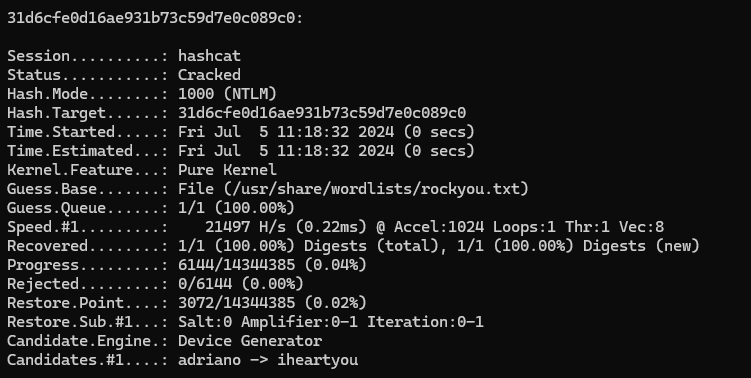 31d6cfe0d16ae931b73c59d7e0c089c0:
Session..........: hashcat
Status...........: Cracked
Hash.Mode........: 1000 (NTLM)
Hash.Target......: 31d6cfe0d16ae931b73c59d7e0c089c0
Time.Started.....: Fri Jul  5 11:18:32 2024 (0 secs)
Time.Estimated...: Fri Jul  5 11:18:32 2024 (0 secs)
Kernel.Feature...: Pure Kernel
Guess.Base.......: File (/usr/share/wordlists/rockyou.txt)
Guess.Queue......: 1/1 (100.00%)
Speed.#1.........:    21497 H/s (0.22ms) @ Accel:1024 Loops:1 Thr:1 Vec:8
Recovered........: 1/1 (100.00%) Digests (total), 1/1 (100.00%) Digests (new)
Progress.........: 6144/14344385 (0.04%)
Rejected.........: 0/6144 (0.00%)
Restore.Point....: 3072/14344385 (0.02%)
Restore.Sub.#1...: Salt:0 Amplifier:0-1 Iteration:0-1
Candidate.Engine.: Device Generator
Candidates.#1....: adriano -> iheartyou